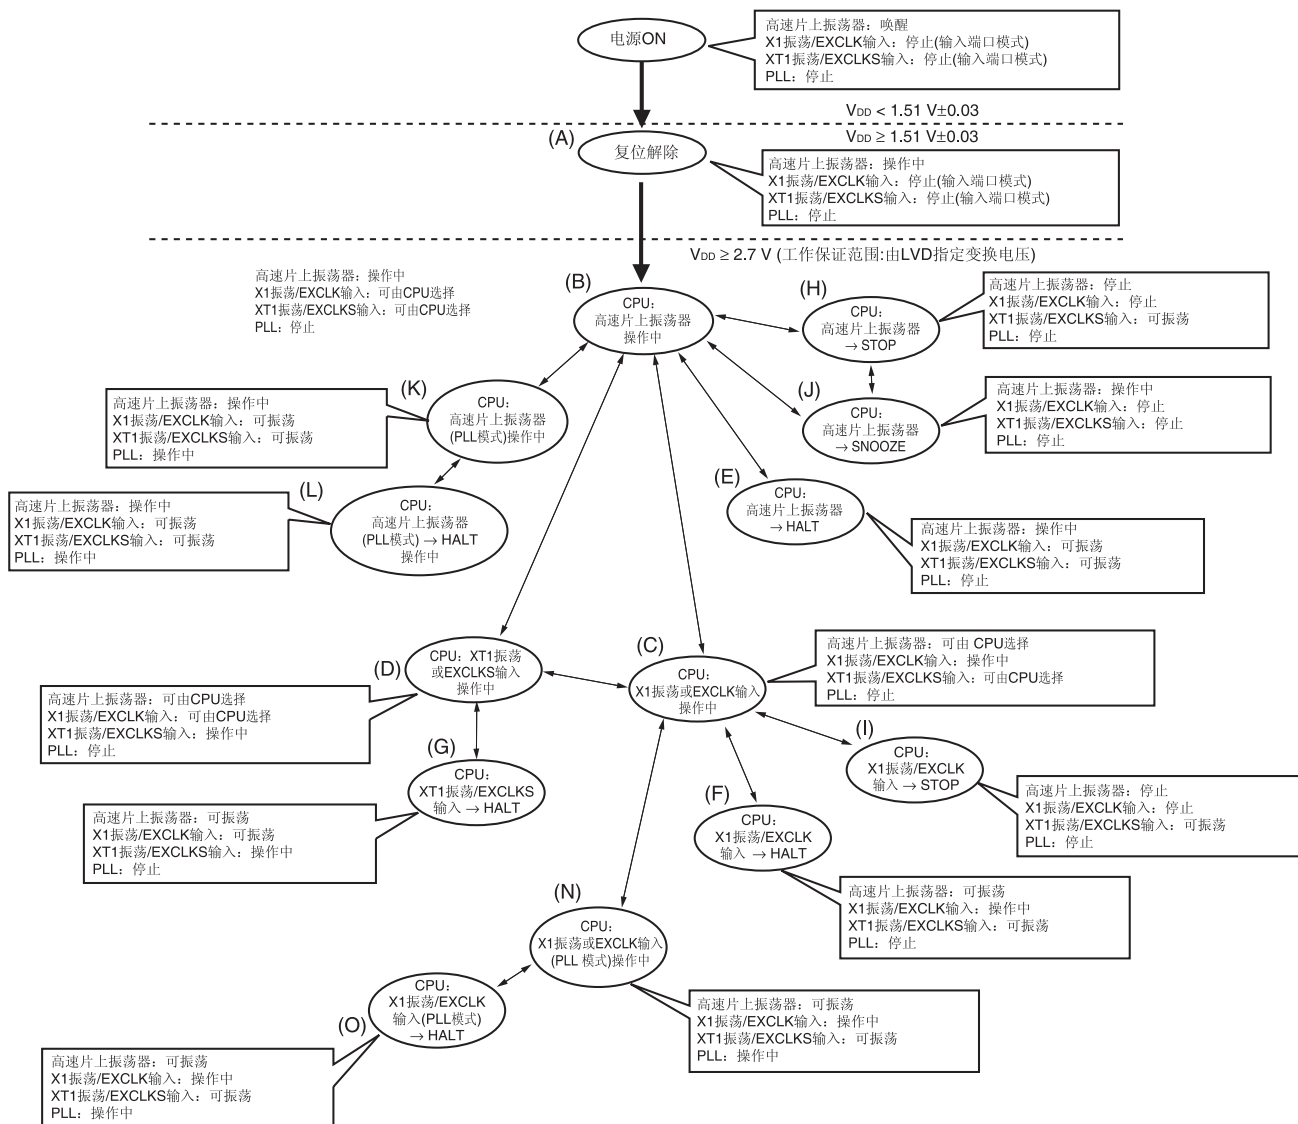 电源ON
高速片上振荡器：唤醒
X1振荡/EXCLK输入：停止(输入端口模式)
XT1振荡/EXCLKS输入：停止(输入端口模式)
PLL：停止
VDD < 1.51 V±0.03
VDD ≥ 1.51 V±0.03
(A)
复位解除
高速片上振荡器：操作中
X1振荡/EXCLK输入：停止(输入端口模式)
XT1振荡/EXCLKS输入：停止(输入端口模式)
PLL：停止
VDD ≥ 2.7 V (工作保证范围:由LVD指定变换电压)
高速片上振荡器：操作中
X1振荡/EXCLK输入：可由CPU选择
XT1振荡/EXCLKS输入：可由CPU选择
PLL：停止
(B)
CPU：
高速片上振荡器
操作中
(H)
CPU：
高速片上振荡器
→ STOP
高速片上振荡器：停止
X1振荡/EXCLK输入：停止
XT1振荡/EXCLKS输入：可振荡
PLL：停止
(K)
CPU：
高速片上振荡器
(PLL模式)操作中
高速片上振荡器：操作中
X1振荡/EXCLK输入：可振荡
XT1振荡/EXCLKS输入：可振荡
PLL：操作中
(J)
CPU：
高速片上振荡器
→ SNOOZE
高速片上振荡器：操作中
X1振荡/EXCLK输入：停止
XT1振荡/EXCLKS输入：停止
PLL：停止
(L)
CPU：
高速片上振荡器
(PLL模式) → HALT
操作中
高速片上振荡器：操作中
X1振荡/EXCLK输入：可振荡
XT1振荡/EXCLKS输入：可振荡
PLL：操作中
(E)
CPU：
高速片上振荡器
→ HALT
高速片上振荡器：操作中
X1振荡/EXCLK输入：可振荡
XT1振荡/EXCLKS输入：可振荡
PLL：停止
(D)
CPU：XT1振荡
或EXCLKS输入
操作中
高速片上振荡器：可由CPU选择
X1振荡/EXCLK输入：可由CPU选择
XT1振荡/EXCLKS输入：操作中
PLL：停止
(C)
CPU：
X1振荡或EXCLK输入
操作中
高速片上振荡器：可由 CPU选择
X1振荡/EXCLK输入：操作中
XT1振荡/EXCLKS输入：可由CPU选择
PLL：停止
(G)
CPU：
XT1振荡/EXCLKS
输入 → HALT
高速片上振荡器：可振荡
X1振荡/EXCLK输入：可振荡
XT1振荡/EXCLKS输入：操作中
PLL：停止
(I)
CPU：
X1振荡/EXCLK
输入 → STOP
高速片上振荡器：停止
X1振荡/EXCLK输入：停止
XT1振荡/EXCLKS输入：可振荡
PLL：停止
(F)
CPU：
X1振荡/EXCLK
输入 → HALT
高速片上振荡器：可振荡
X1振荡/EXCLK输入：操作中
XT1振荡/EXCLKS输入：可振荡
PLL：停止
(N)
CPU：
X1振荡或EXCLK输入
(PLL 模式)操作中
高速片上振荡器：可振荡
X1振荡/EXCLK输入：操作中
XT1振荡/EXCLKS输入：可振荡
PLL：操作中
(O)
CPU：
X1振荡/EXCLK
输入(PLL模式)
→ HALT
高速片上振荡器：可振荡
X1振荡/EXCLK输入：操作中
XT1振荡/EXCLKS输入：可振荡
PLL：操作中